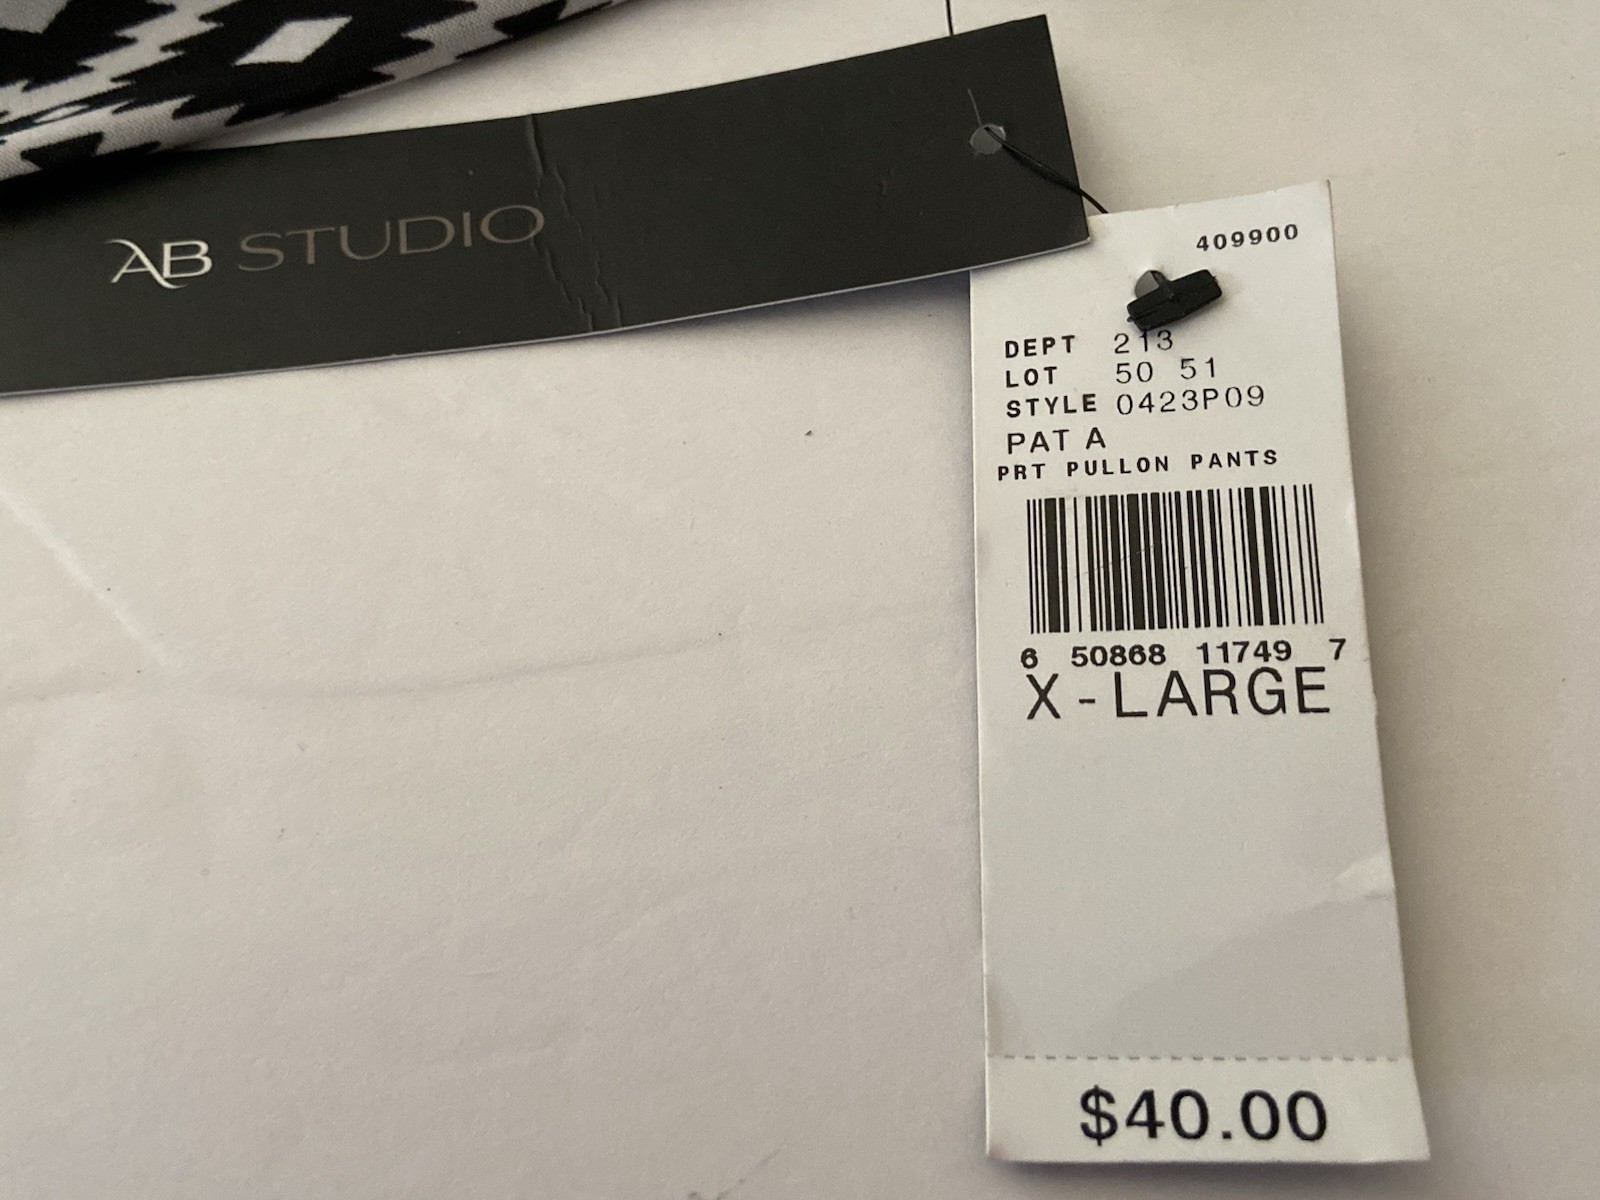 AB STUDIO
409900
DEPT 213
LOT 50 51
STYLE 0423P09
PAT A
PRT PULLON PANTS
6 50868 11749 7
X-LARGE
$40.00